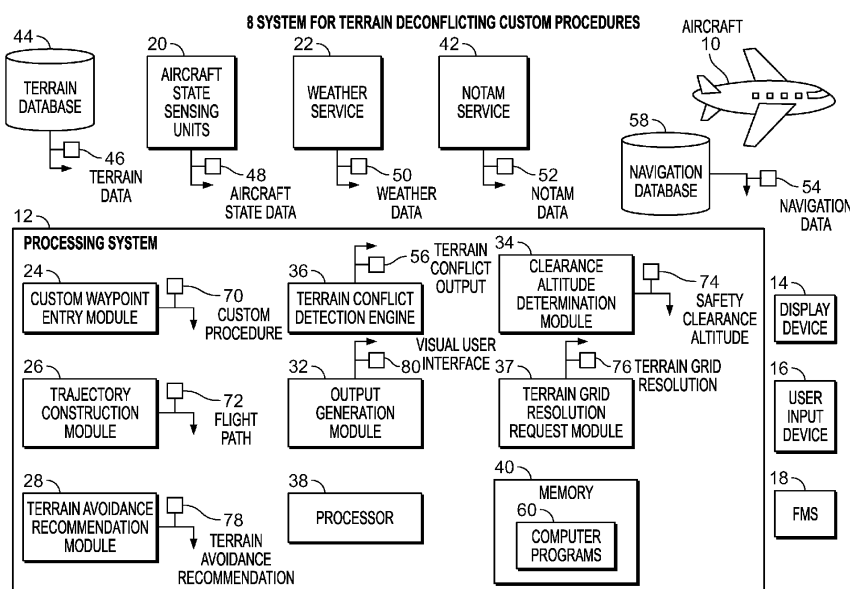 8 SYSTEM FOR TERRAIN DECONFLICTING CUSTOM PROCEDURES
44
TERRAIN
DATABASE
46
TERRAIN
DATA
20
AIRCRAFT
STATE
SENSING
UNITS
48
AIRCRAFT
STATE DATA
22
WEATHER
SERVICE
50
WEATHER
DATA
42
NOTAM
SERVICE
52
NOTAM
DATA
AIRCRAFT
10
58
NAVIGATION
DATABASE
54
NAVIGATION
DATA
12
PROCESSING SYSTEM
24
CUSTOM WAYPOINT
ENTRY MODULE
70
CUSTOM
PROCEDURE
36
TERRAIN CONFLICT
DETECTION ENGINE
56
TERRAIN
CONFLICT
OUTPUT
34
CLEARANCE
ALTITUDE
DETERMINATION
MODULE
74
SAFETY
CLEARANCE
ALTITUDE
14
DISPLAY
DEVICE
26
TRAJECTORY
CONSTRUCTION
MODULE
72
FLIGHT
PATH
32
OUTPUT
GENERATION
MODULE
VISUAL USER
INTERFACE
80
37
TERRAIN GRID
RESOLUTION
REQUEST MODULE
76
TERRAIN GRID
RESOLUTION
16
USER
INPUT
DEVICE
28
TERRAIN AVOIDANCE
RECOMMENDATION
MODULE
78
TERRAIN
AVOIDANCE
RECOMMENDATION
38
PROCESSOR
40
MEMORY
60
COMPUTER
PROGRAMS
18
FMS